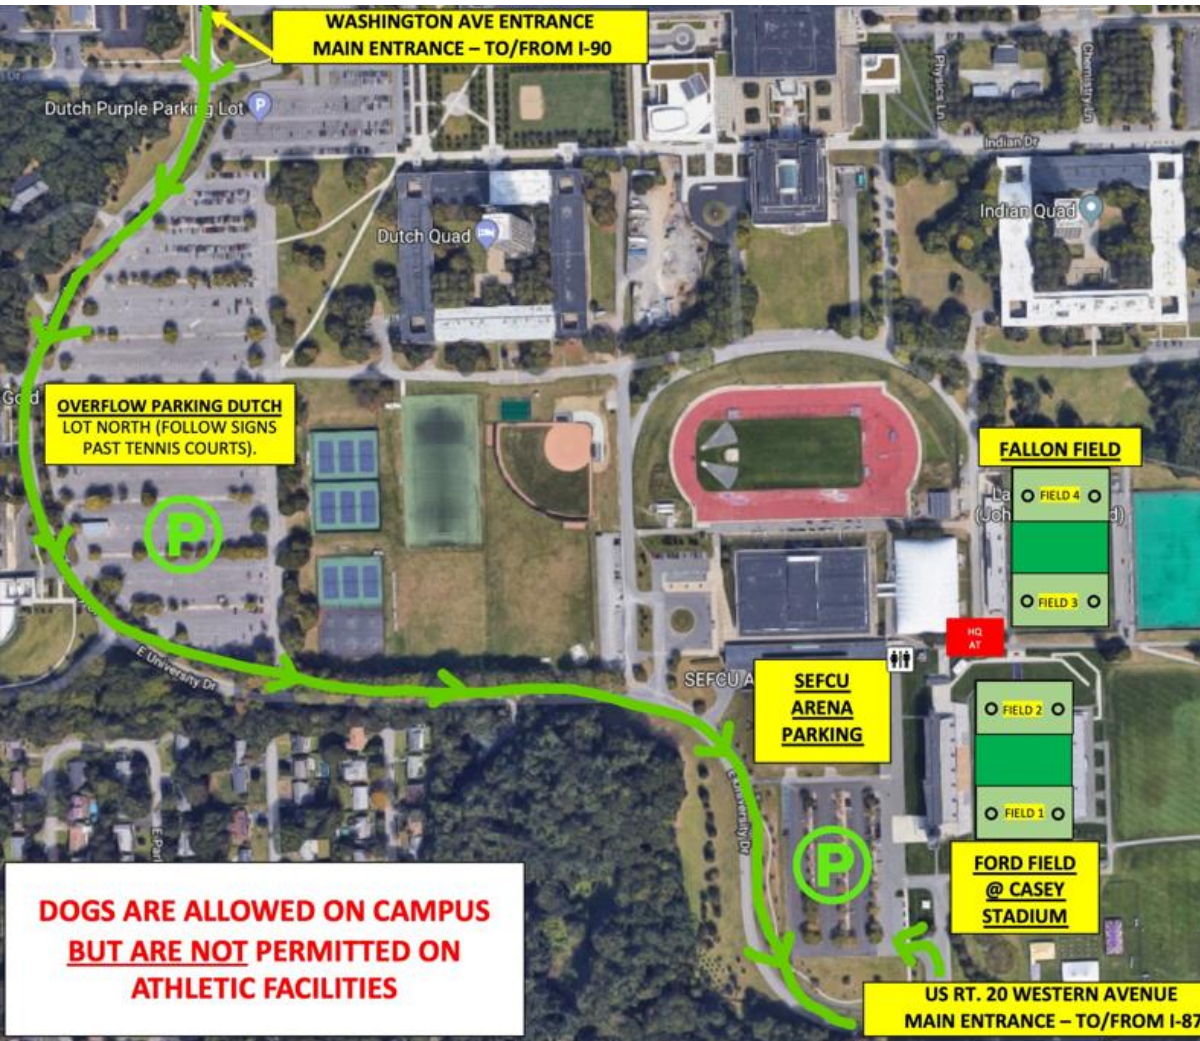 WASHINGTON AVE ENTRANCE
MAIN ENTRANCE – TO/FROM I-90
Dutch Purple Parking Lot
P
Physics Ln
Chemistry Ln
Indian Dr
Dutch Quad
Indian Quad
Gold
OVERFLOW PARKING DUTCH
LOT NORTH (FOLLOW SIGNS
PAST TENNIS COURTS).
P
FALLON FIELD
La
(Joh
d)
FIELD 4
FIELD 3
HQ
AT
E University Dr
SEFCU A
SEFCU
ARENA
PARKING
FIELD 2
FIELD 1
E University Dr
P
FORD FIELD
@ CASEY
STADIUM
DOGS ARE ALLOWED ON CAMPUS
BUT ARE NOT PERMITTED ON
ATHLETIC FACILITIES
US RT. 20 WESTERN AVENUE
MAIN ENTRANCE – TO/FROM I-87